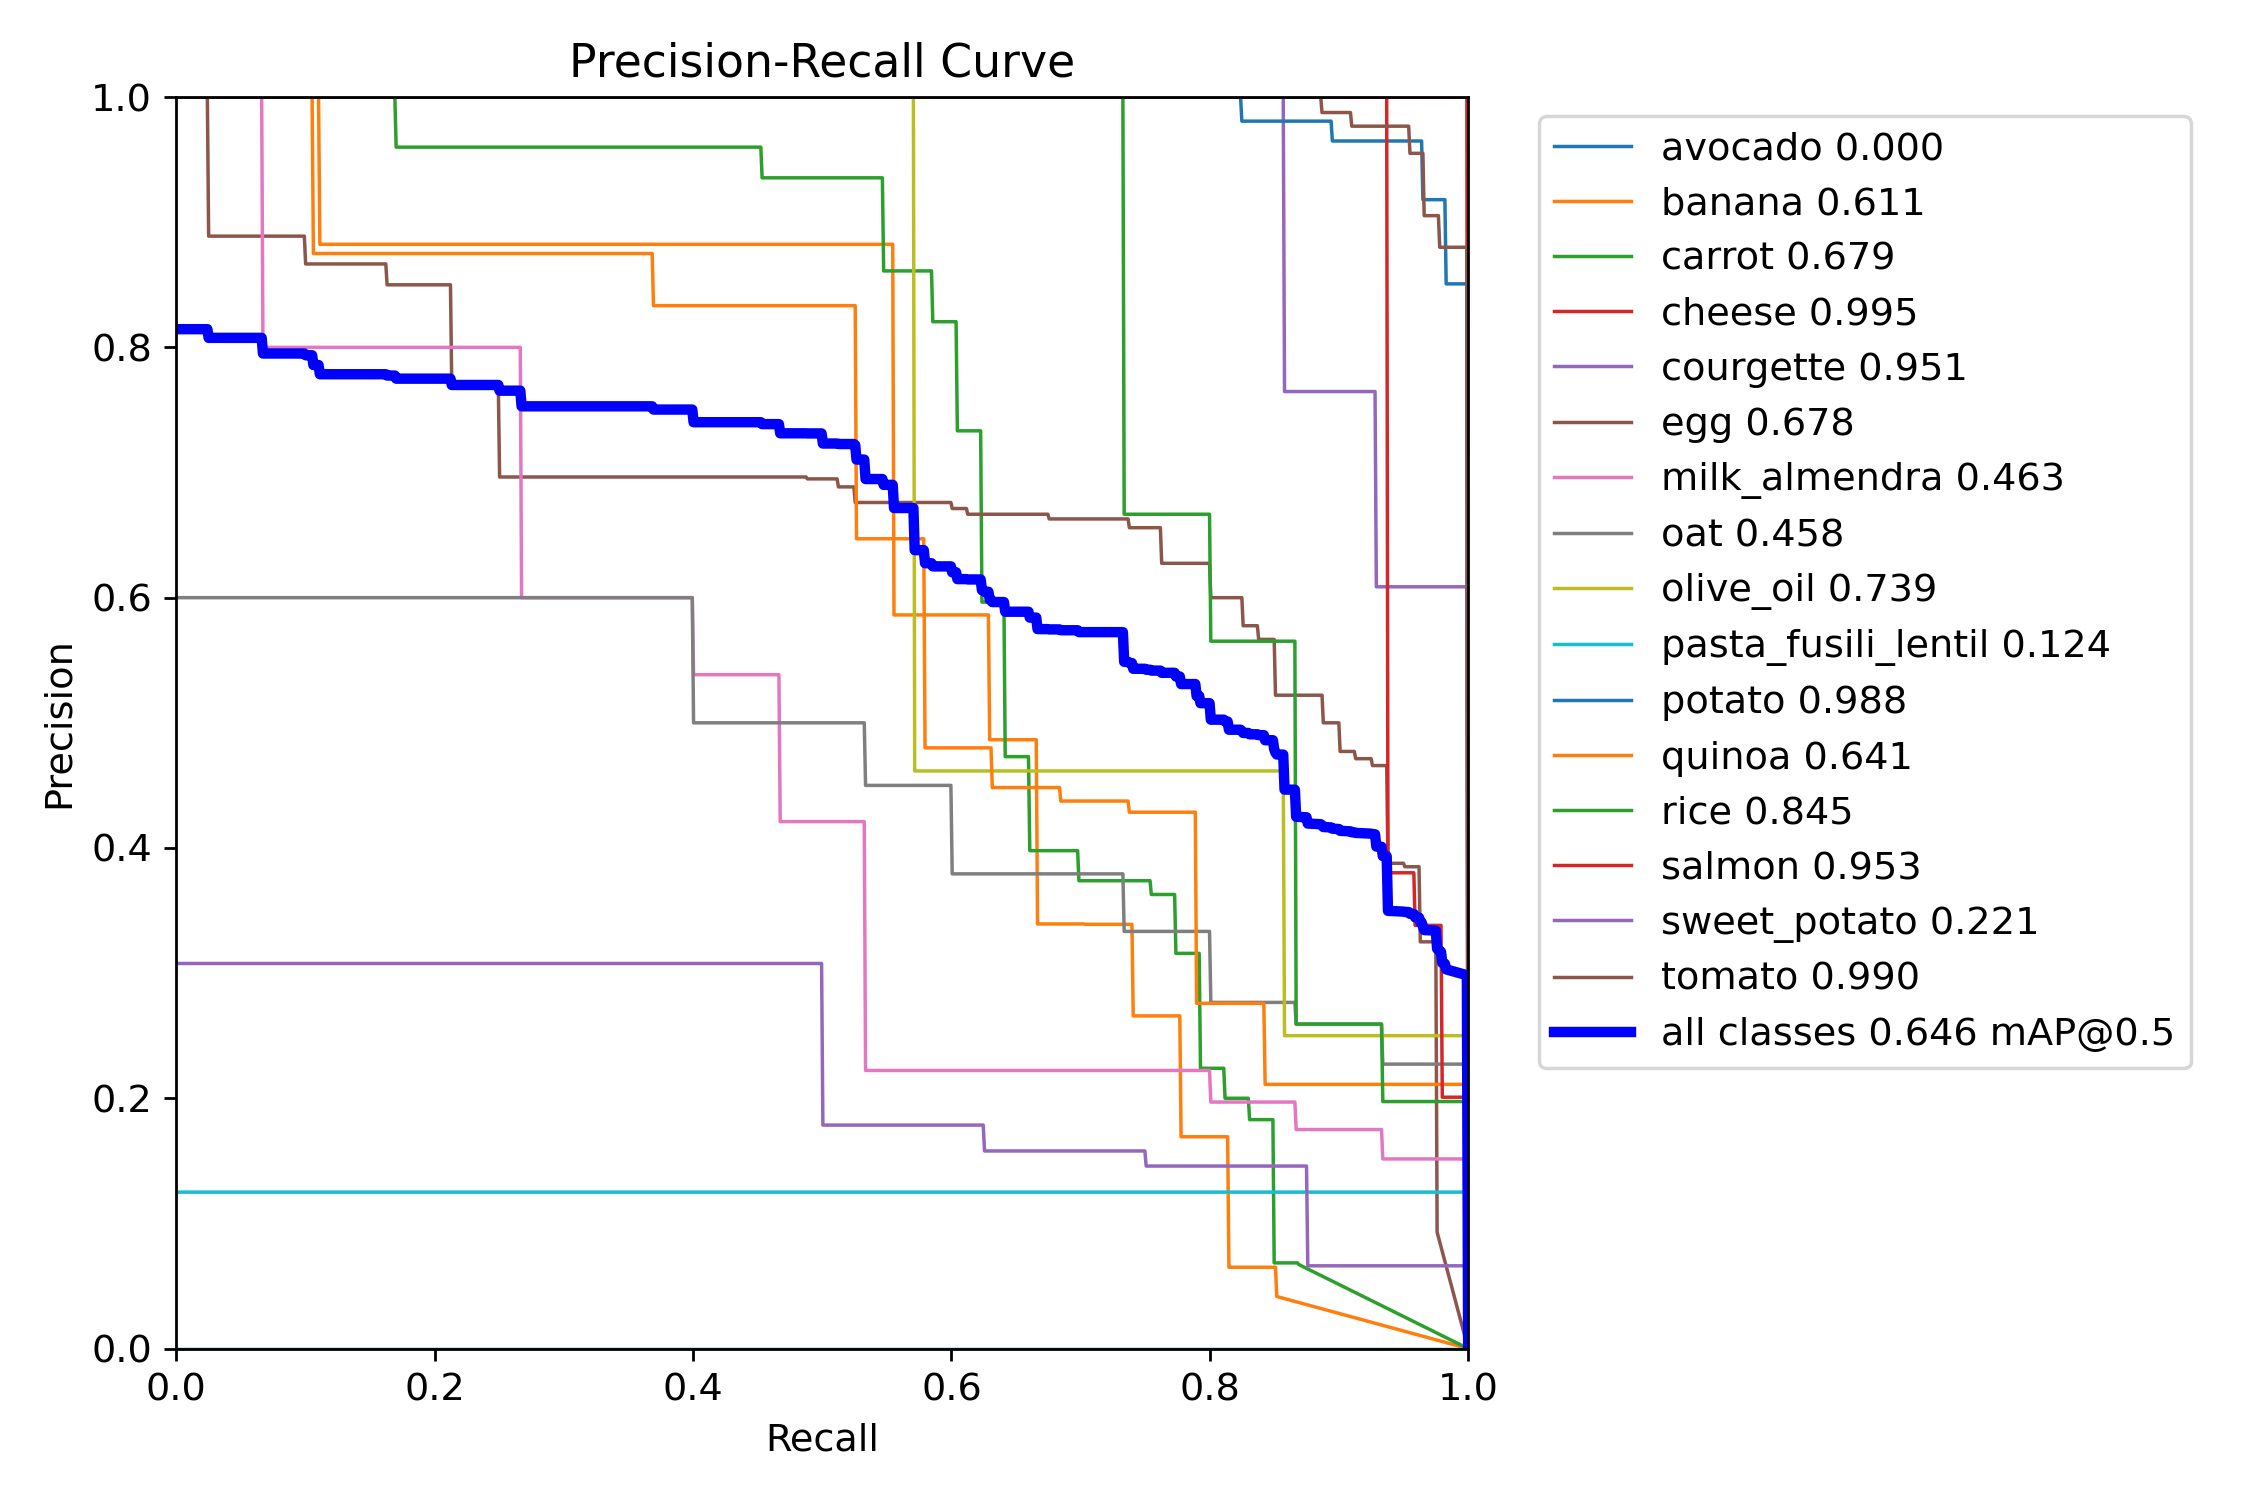 Precision-Recall Curve
1.0
0.8
0.6
0.4
0.2
0.0
Precision
0.0 0.2 0.4 0.6 0.8 1.0
Recall
avocado 0.000
banana 0.611
carrot 0.679
cheese 0.995
courgette 0.951
egg 0.678
milk_almendra 0.463
oat 0.458
olive_oil 0.739
pasta_fusili_lentil 0.124
potato 0.988
quinoa 0.641
rice 0.845
salmon 0.953
sweet_potato 0.221
tomato 0.990
all classes 0.646 mAP@0.5